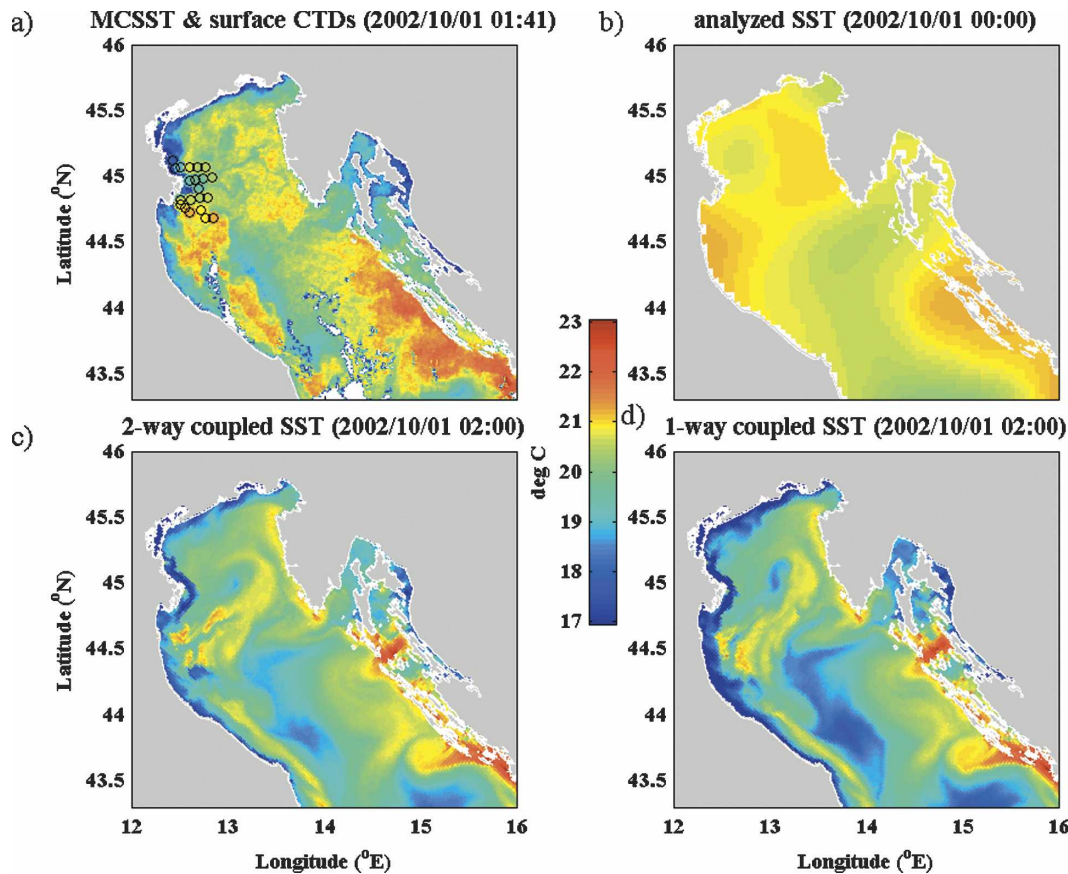 a) MCSST & surface CTDs (2002/10/01 01:41)
b) analyzed SST (2002/10/01 00:00)
46
45.5
45
44.5
44
43.5
Latitude (°N)
46
45.5
45
44.5
44
43.5
23
22
21
20
19
18
17
deg C
c) 2-way coupled SST (2002/10/01 02:00)
d) 1-way coupled SST (2002/10/01 02:00)
46
45.5
45
44.5
44
43.5
Latitude (°N)
12 13 14 15 16
Longitude (°E)
46
45.5
45
44.5
44
43.5
12 13 14 15 16
Longitude (°E)